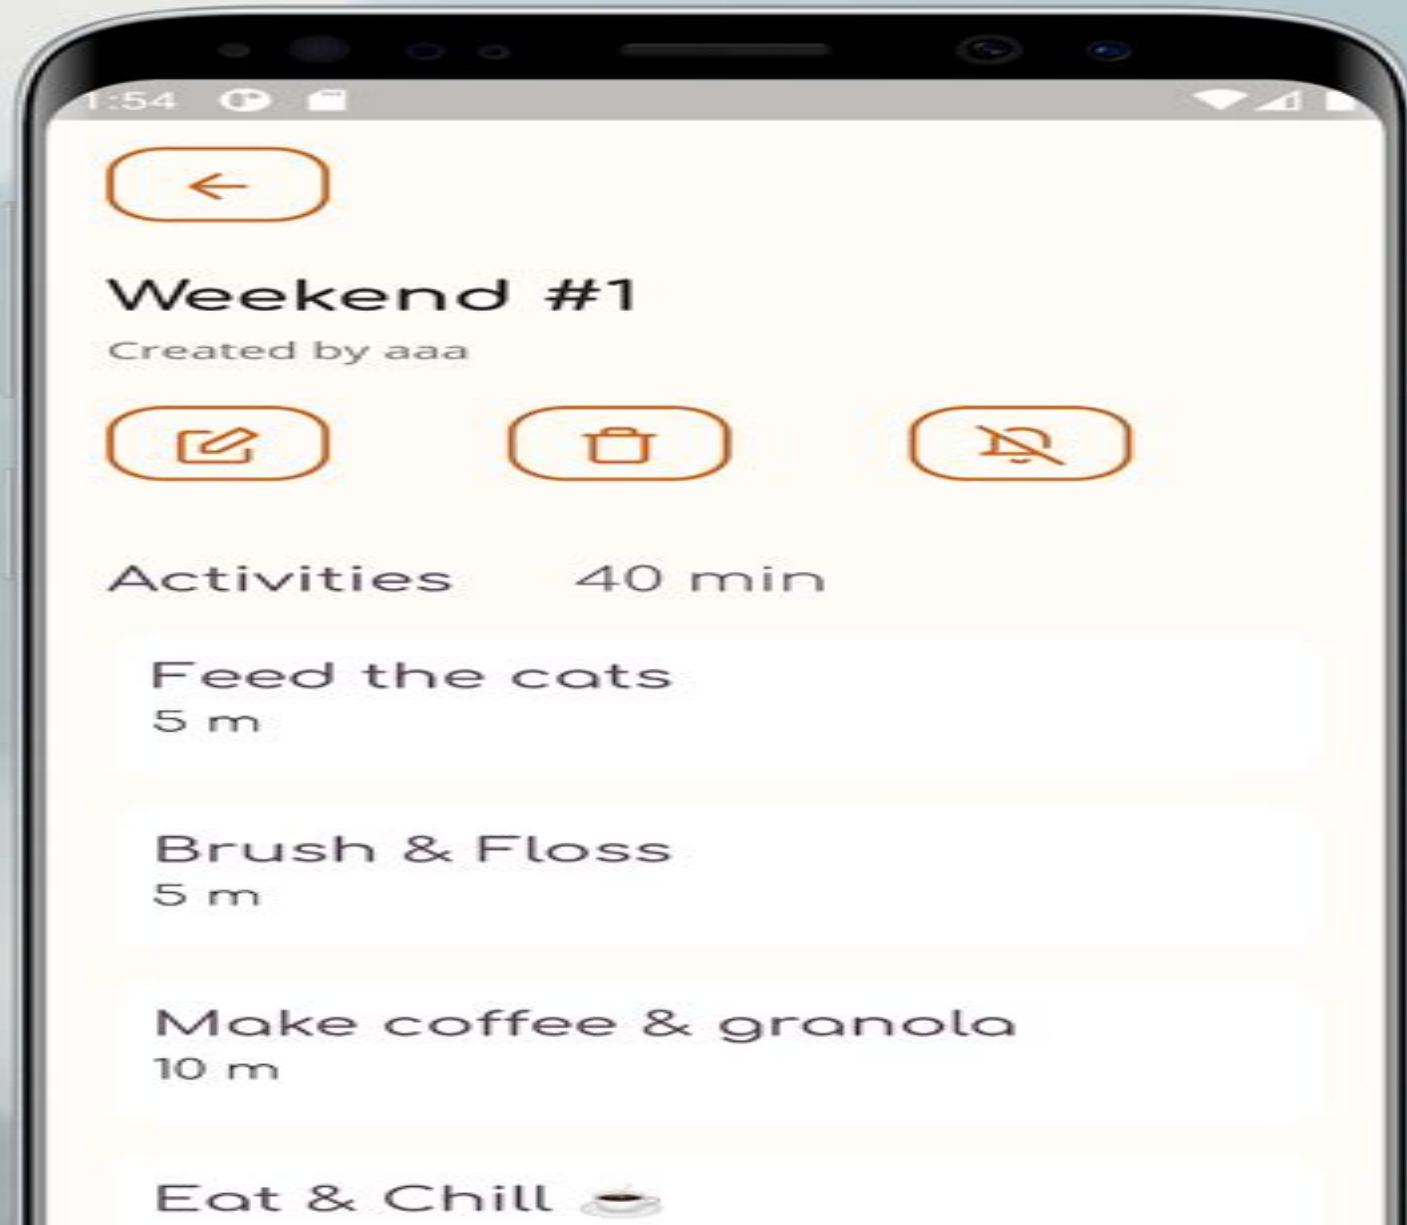 1:54
Weekend #1
Created by aaa
Activities 40 min
Feed the cats
5 m
Brush & Floss
5 m
Make coffee & granola
10 m
Eat & Chill ☕